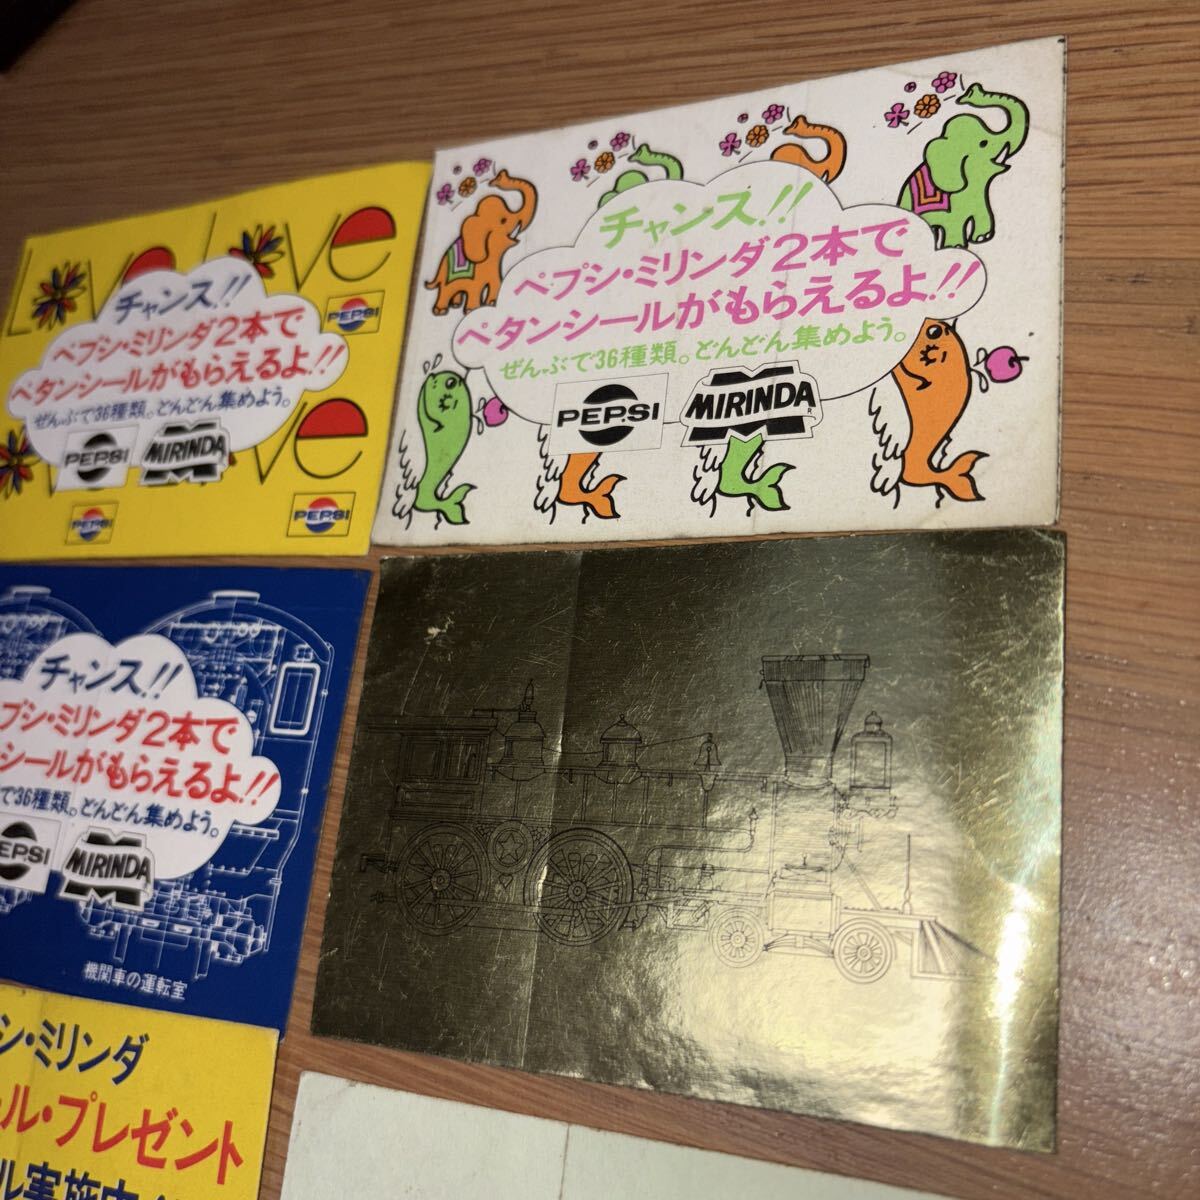 Love Love
チャンス!!
ペプシ・ミリンダ2本で
ペタンシールがもらえるよ!!
ぜんぶで36種類。どんどん集めよう。
PEPSI
PEPSI
MIRINDA
ve
PEPSI
PEPSI
チャンス!!
ペプシ・ミリンダ2本で
ペタンシールがもらえるよ!!
ぜんぶで36種類。どんどん集めよう。
PEPSI
MIRINDA
チャンス!!
プシ・ミリンダ2本で
シールがもらえるよ!!
で36種類。どんどん集めよう。
EPSI
MIRINDA
機関車の運転室
シ・ミリンダ
ール・プレゼント
ル実施中